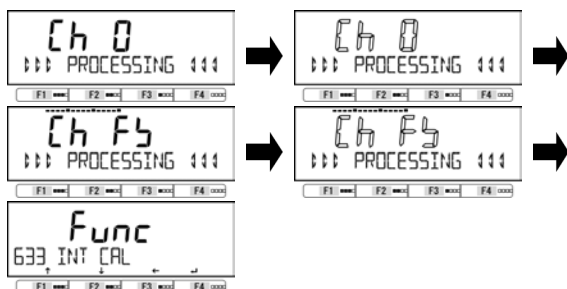 Ch 0
PROCESSING
F1 F2 F3 F4
Ch 0
PROCESSING
F1 F2 F3 F4
Ch FS
PROCESSING
F1 F2 F3 F4
Ch FS
PROCESSING
F1 F2 F3 F4
Func
633 INT CAL
F1 F2 F3 F4